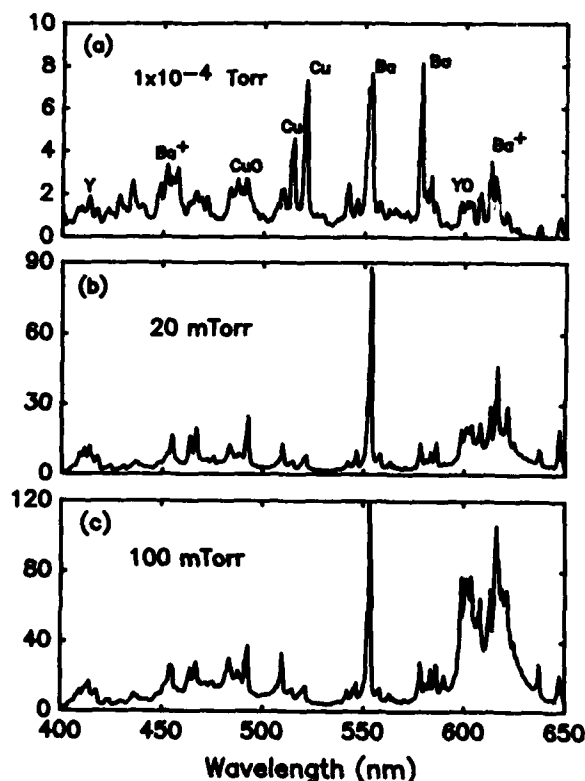 10
(a)
8
1x10−4 Torr
6
4
2
0
Y
Ba+
CuO
Cu
Cu
Ba
Ba
YO
Ba+
90
(b)
20 mTorr
60
30
0
120
(c)
100 mTorr
80
40
0
400 450 500 550 600 650
Wavelength (nm)